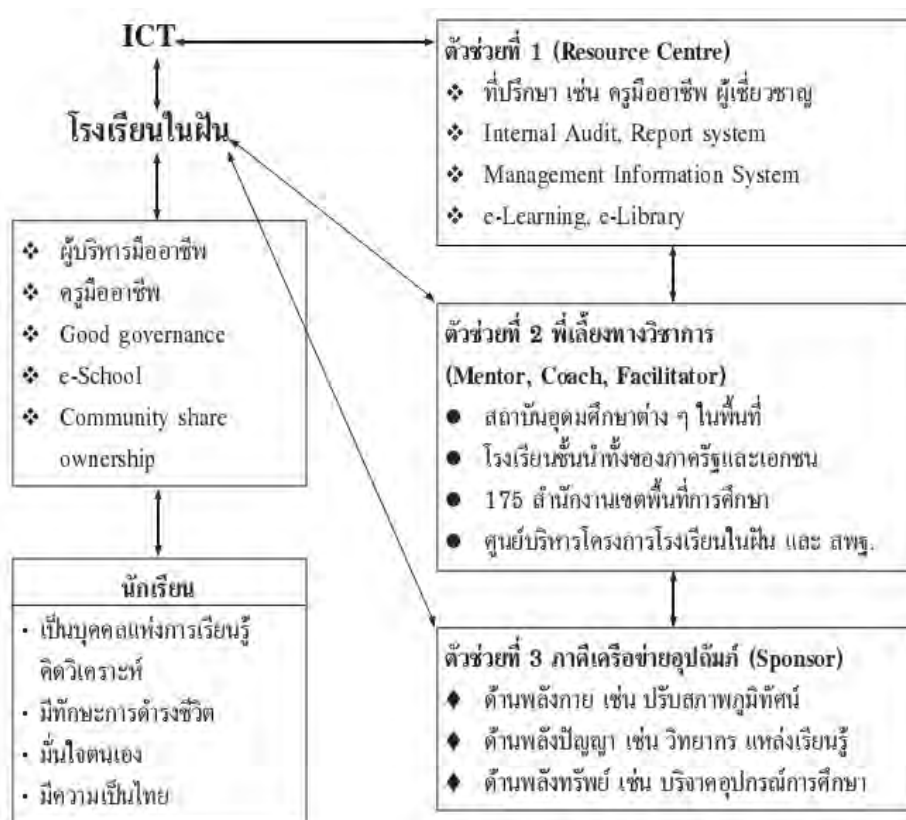 ICT
โรงเรียนในฝัน
❖ ผู้บริหารมืออาชีพ
❖ ครูมืออาชีพ
❖ Good governance
❖ e-School
❖ Community share
ownership
นักเรียน
· เป็นบุคคลแห่งการเรียนรู้
คิดวิเคราะห์
· มีทักษะการดำรงชีวิต
· มั่นใจตนเอง
· มีความเป็นไทย
ตัวช่วยที่ 1 (Resource Centre)
❖ ที่ปรึกษา เช่น ครูมืออาชีพ ผู้เชี่ยวชาญ
❖ Internal Audit, Report system
❖ Management Information System
❖ e-Learning, e-Library
ตัวช่วยที่ 2 พี่เลี้ยงทางวิชาการ
(Mentor, Coach, Facilitator)
● สถาบันอุดมศึกษาต่าง ๆ ในพื้นที่
● โรงเรียนชั้นนำทั้งของภาครัฐและเอกชน
● 175 สำนักงานเขตพื้นที่การศึกษา
● ศูนย์บริหารโครงการโรงเรียนในฝัน และ สพฐ.
ตัวช่วยที่ 3 ภาคีเครือข่ายอุปถัมภ์ (Sponsor)
♦ ด้านพลังกาย เช่น ปรับสภาพภูมิทัศน์
♦ ด้านพลังปัญญา เช่น วิทยากร แหล่งเรียนรู้
♦ ด้านพลังทรัพย์ เช่น บริจาคอุปกรณ์การศึกษา